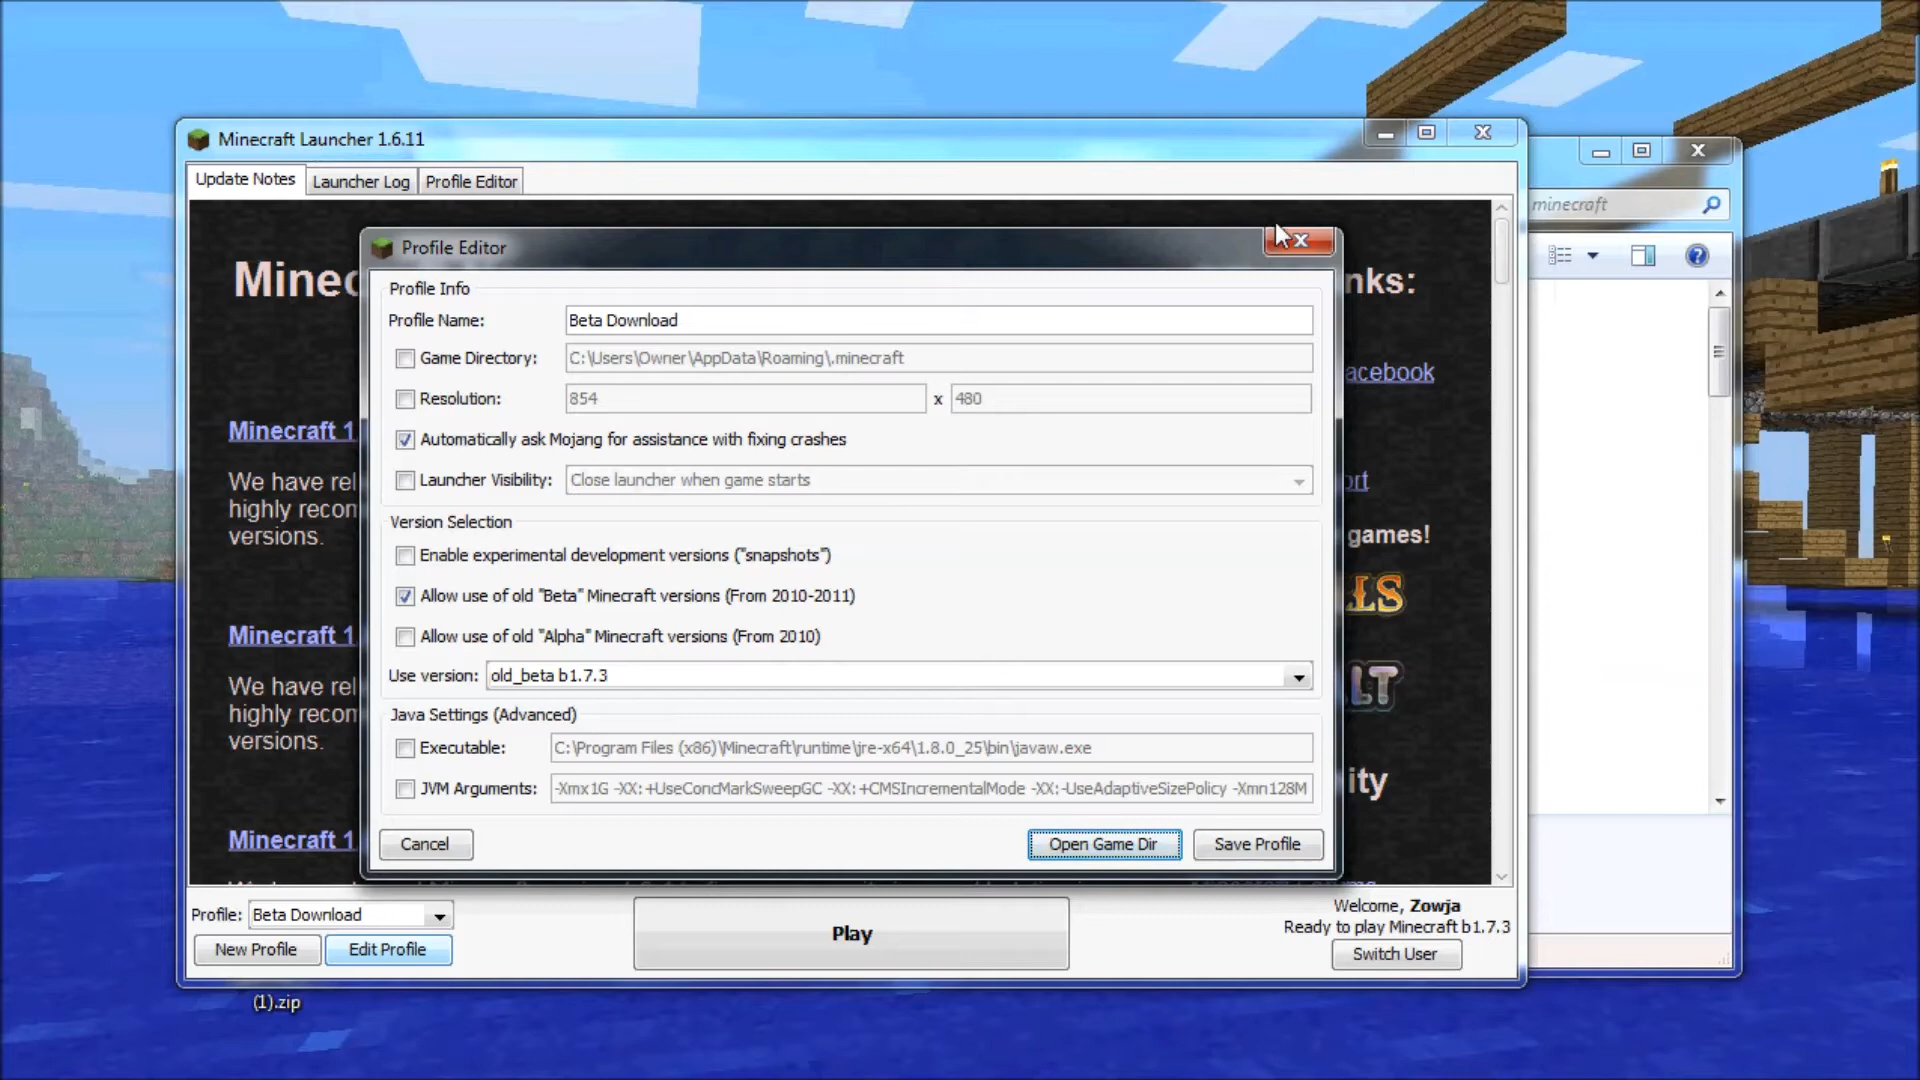 Minecraft Launcher 1.6.11
Update Notes
Launcher Log
Profile Editor
minecraft
Minec
nks:
acebook
Minecraft 1.
We have rel
highly recon
versions.
ort
games!
Minecraft 1.
We have rel
highly recon
versions.
LT
ity
Minecraft 1.
Profile Editor
Profile Info
Profile Name: Beta Download
Game Directory: C:\Users\Owner\AppData\Roaming\.minecraft
Resolution: 854 x 480
Automatically ask Mojang for assistance with fixing crashes
Launcher Visibility: Close launcher when game starts
Version Selection
Enable experimental development versions ("snapshots")
Allow use of old "Beta" Minecraft versions (From 2010-2011)
Allow use of old "Alpha" Minecraft versions (From 2010)
Use version: old_beta b1.7.3
Java Settings (Advanced)
Executable: C:\Program Files (x86)\Minecraft\runtime\jre-x64\1.8.0_25\bin\javaw.exe
JVM Arguments: -Xmx1G -XX:+UseConcMarkSweepGC -XX:+CMSIncrementalMode -XX:-UseAdaptiveSizePolicy -Xmn128M
Cancel
Open Game Dir
Save Profile
Profile: Beta Download
New Profile
Edit Profile
Play
Welcome, Zowja
Ready to play Minecraft b1.7.3
Switch User
(1).zip